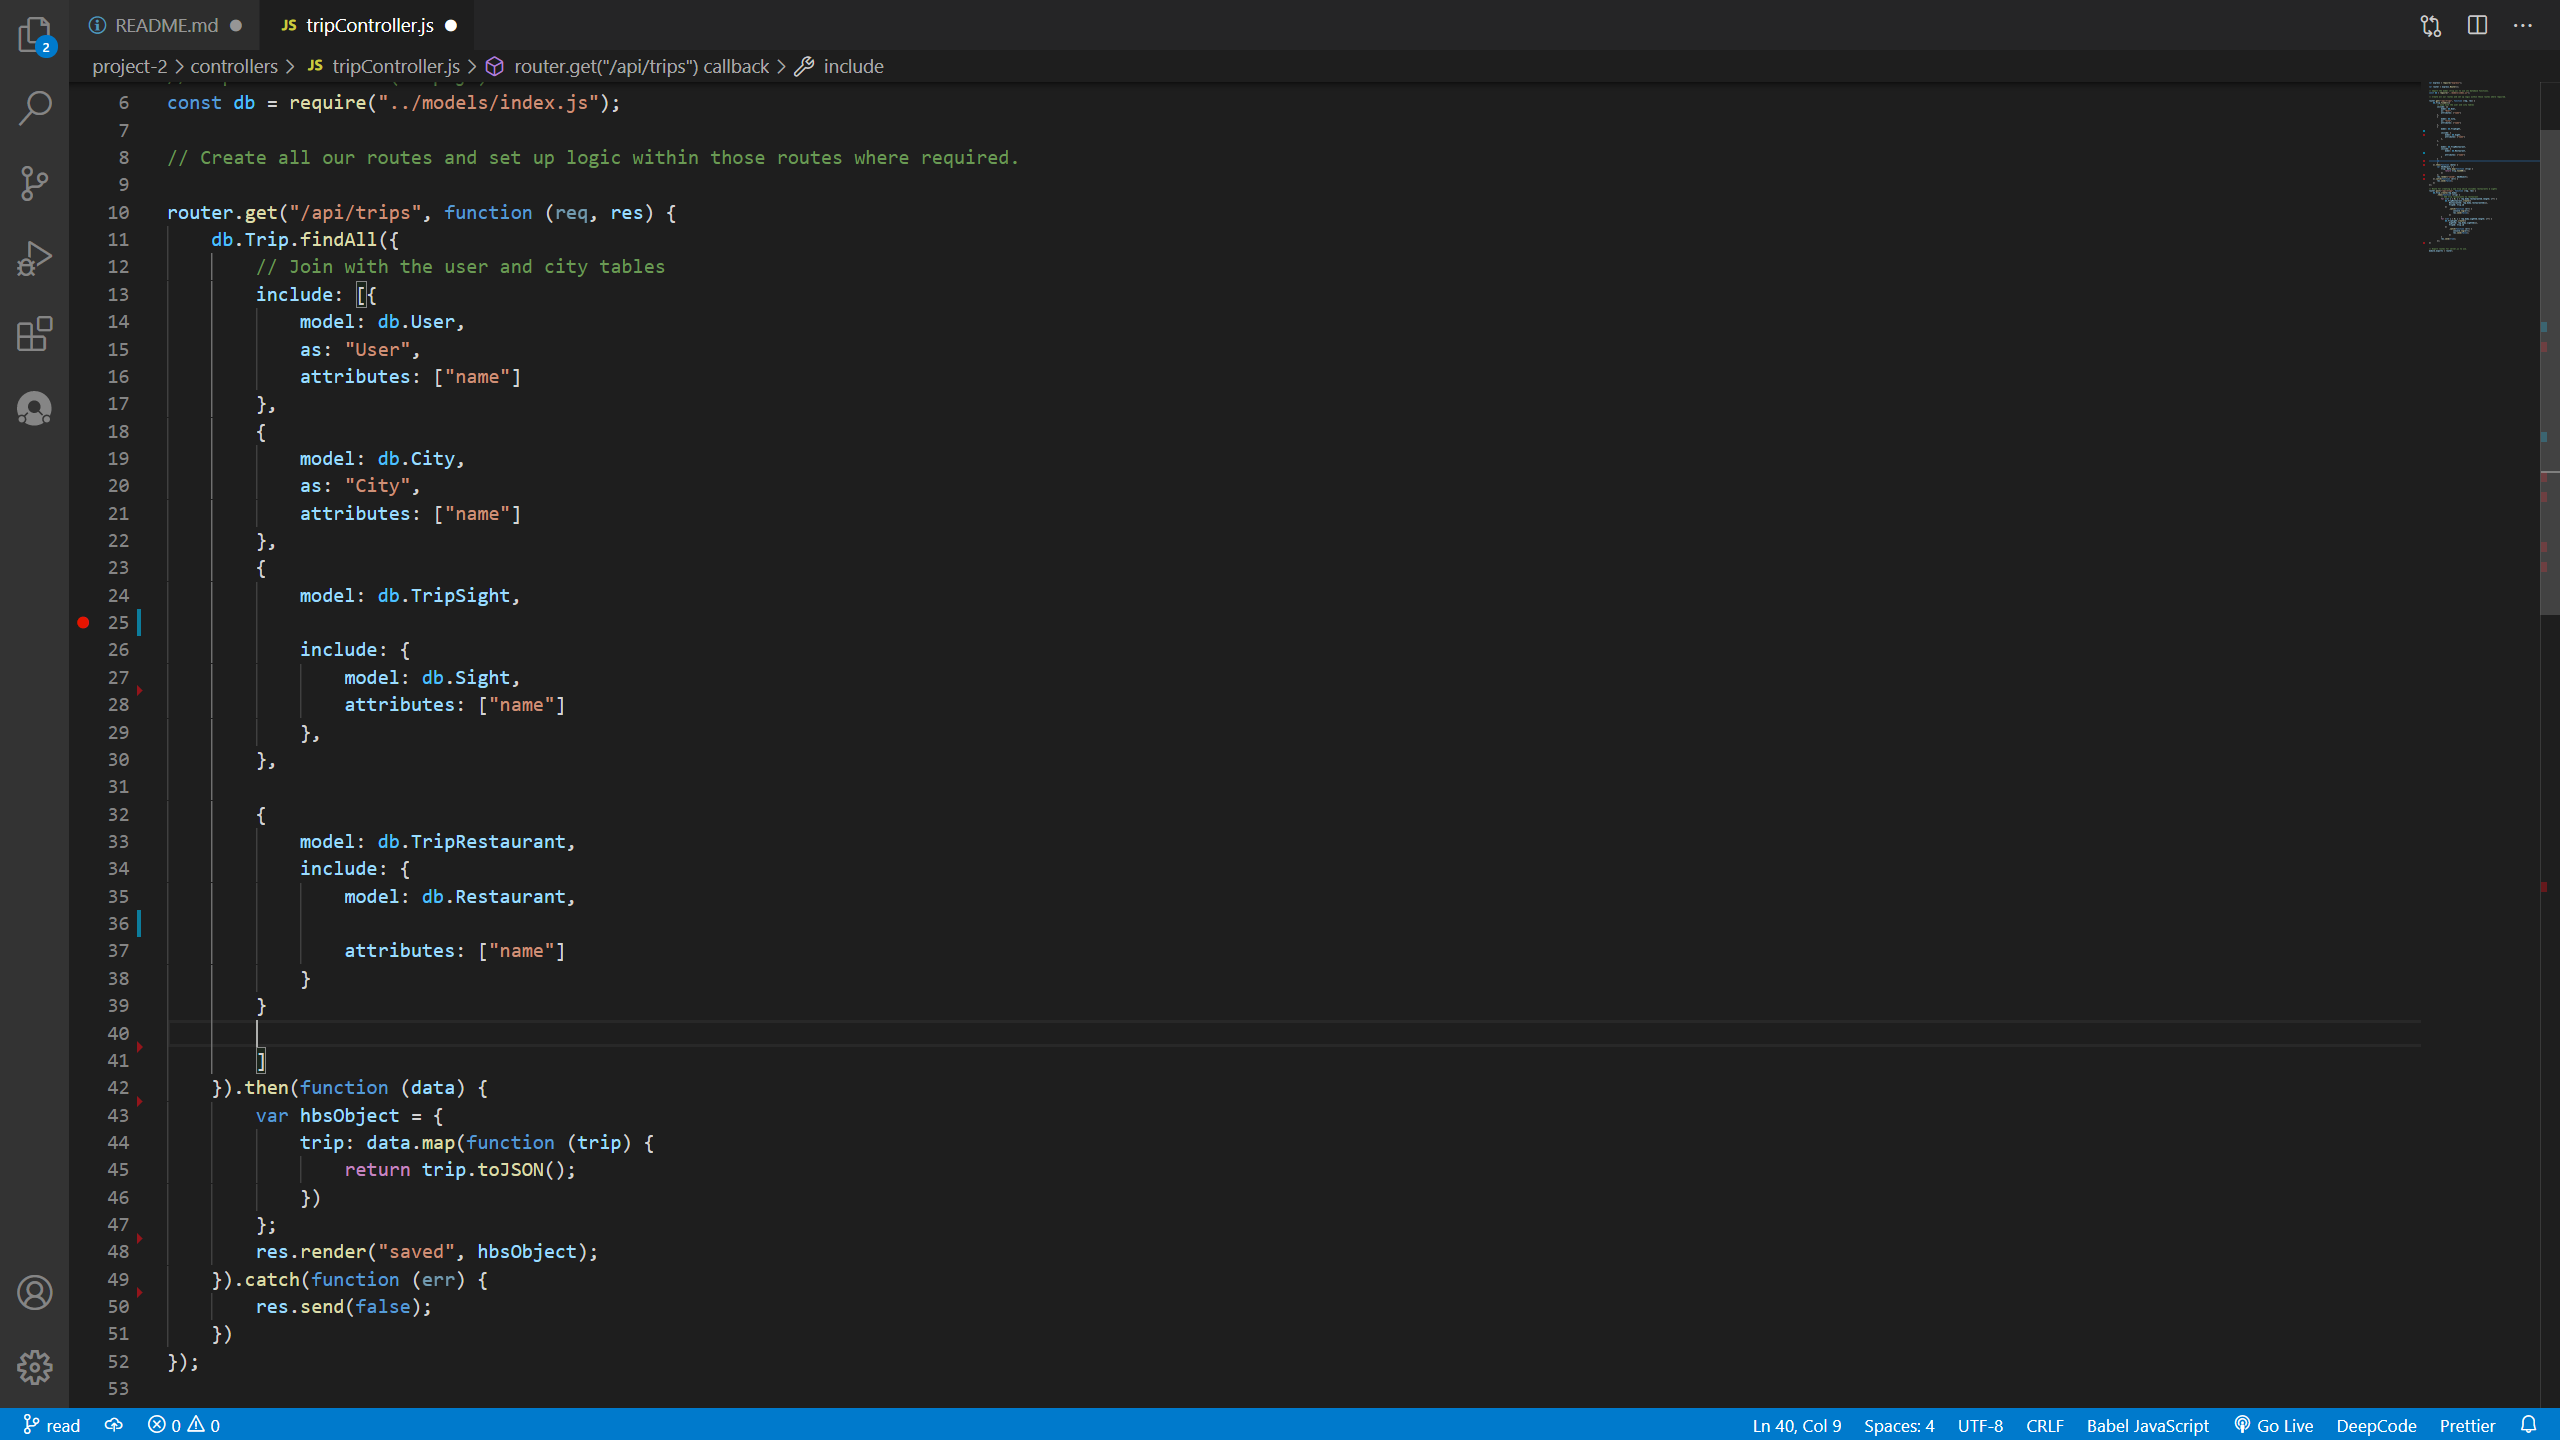 README.md
JS tripController.js
project-2 > controllers > JS tripController.js > router.get("/api/trips") callback > include
2
6 const db = require("../models/index.js");
7
8 // Create all our routes and set up logic within those routes where required.
9
10 router.get("/api/trips", function (req, res) {
11     db.Trip.findAll({
12         // Join with the user and city tables
13         include: [{
14             model: db.User,
15             as: "User",
16             attributes: ["name"]
17         },
18         {
19             model: db.City,
20             as: "City",
21             attributes: ["name"]
22         },
23         {
24             model: db.TripSight,
25
26             include: {
27                 model: db.Sight,
28                 attributes: ["name"]
29             },
30         },
31
32         {
33             model: db.TripRestaurant,
34             include: {
35                 model: db.Restaurant,
36
37                 attributes: ["name"]
38             }
39         }
40
41         ]
42     }).then(function (data) {
43         var hbsObject = {
44             trip: data.map(function (trip) {
45                 return trip.toJSON();
46             })
47         };
48         res.render("saved", hbsObject);
49     }).catch(function (err) {
50         res.send(false);
51     })
52 });
53
read 0 0 Ln 40, Col 9 Spaces: 4 UTF-8 CRLF Babel JavaScript Go Live DeepCode Prettier